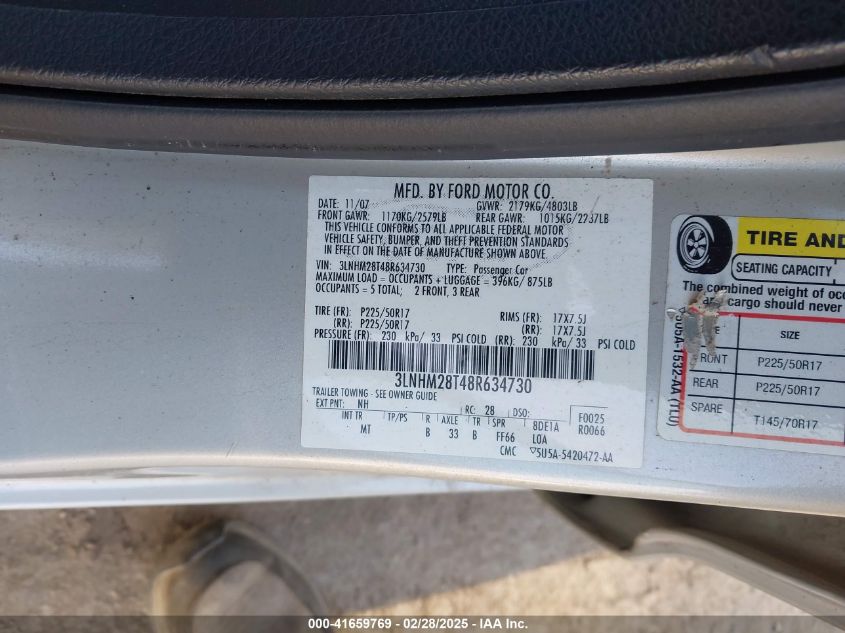 MFD. BY FORD MOTOR CO.
DATE: 11/07 GVWR: 2179KG/4803LB
FRONT GAWR: 1170KG/2579LB REAR GAWR: 1015KG/2237LB
THIS VEHICLE CONFORMS TO ALL APPLICABLE FEDERAL MOTOR
VEHICLE SAFETY, BUMPER, AND THEFT PREVENTION STANDARDS
IN EFFECT ON THE DATE OF MANUFACTURE SHOWN ABOVE.
VIN: 3LNHM28T48R634730 TYPE: Passenger Car
MAXIMUM LOAD = OCCUPANTS + LUGGAGE = 396KG/ 875LB
OCCUPANTS = 5 TOTAL; 2 FRONT, 3 REAR
TIRE (FR): P225/50R17 RIMS (FR): 17X7.5J
(RR): P225/50R17 (RR): 17X7.5J
PRESSURE (FR): 230 kPa/ 33 PSI COLD (RR): 230 kPa/33 PSI COLD
3LNHM28T48R634730
TRAILER TOWING - SEE OWNER GUIDE
EXT PNT: NH RC: 28 DSO: F0025
INT TR TP/PS R AXLE TR SPR 8DE1A R0066
MT B 33 B FF66 LOA
CMC 5U5A-5420472-AA
TIRE AND
SEATING CAPACITY
The combined weight of occ
and cargo should never
SIZE
FRONT P225/50R17
REAR P225/50R17
SPARE T145/70R17
#41659769 - 02/28/2025 - IAA Inc.